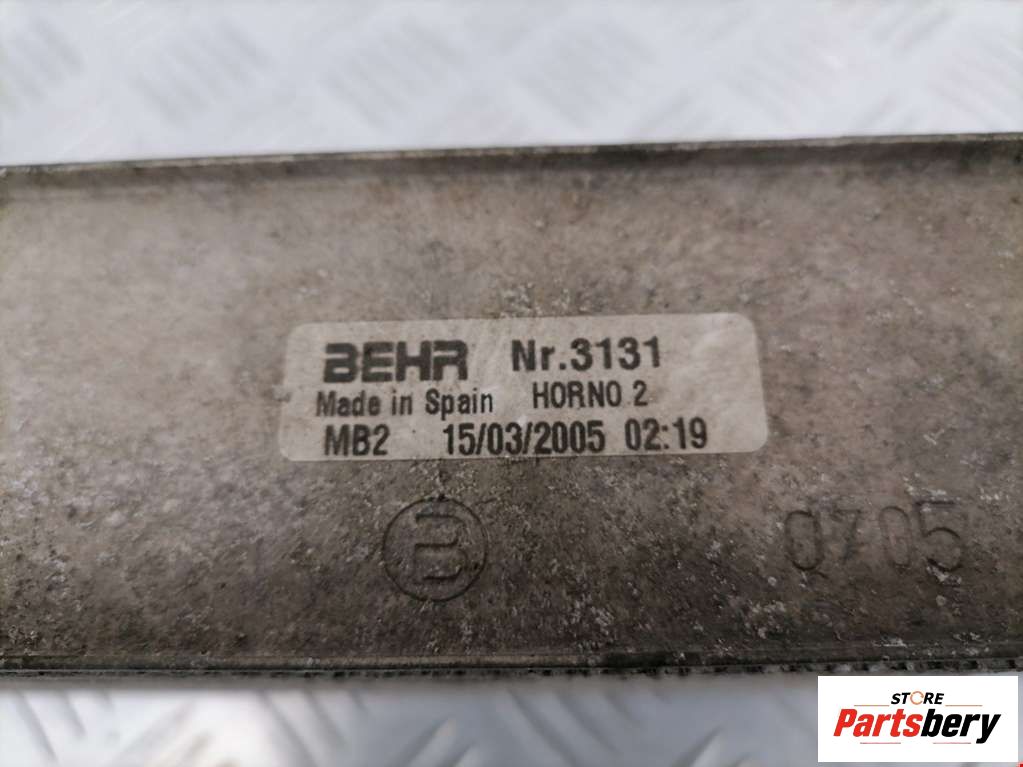 BEHR Nr.3131
Made in Spain HORNO 2
MB2 15/03/2005 02:19
B 0705
STORE
Partsbery